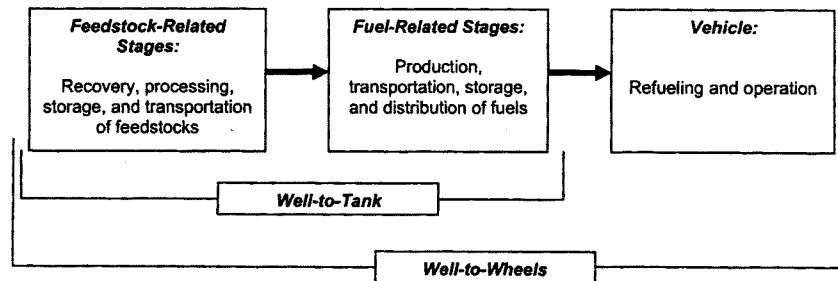 Feedstock-Related
Stages:
Recovery, processing,
storage, and transportation
of feedstocks
Fuel-Related Stages:
Production,
transportation, storage,
and distribution of fuels
Vehicle:
Refueling and operation
Well-to-Tank
Well-to-Wheels